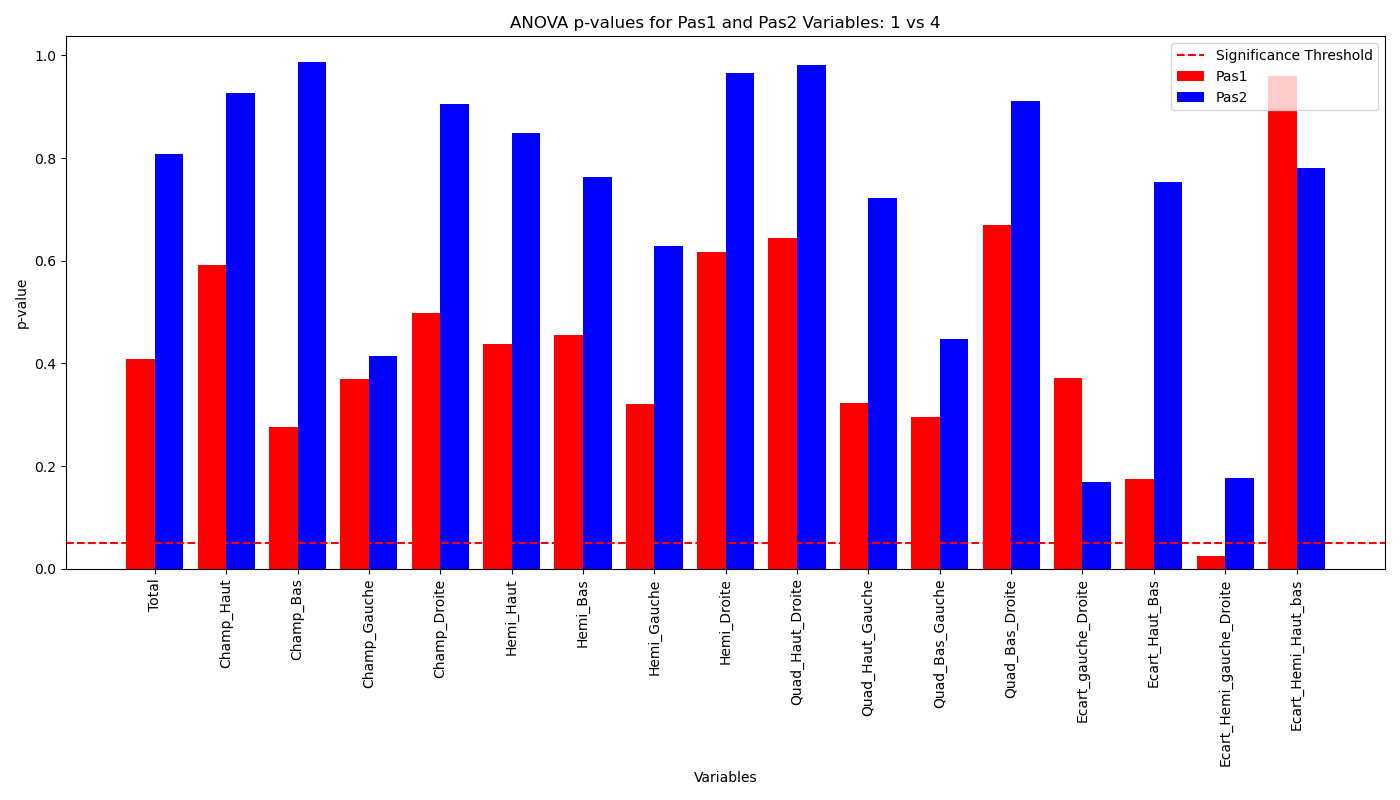 ANOVA p-values for Pas1 and Pas2 Variables: 1 vs 4
Significance Threshold
Pas1
Pas2
p-value
1.0
0.8
0.6
0.4
0.2
0.0
Total
Champ_Haut
Champ_Bas
Champ_Gauche
Champ_Droite
Hemi_Haut
Hemi_Bas
Hemi_Gauche
Hemi_Droite
Quad_Haut_Droite
Quad_Haut_Gauche
Quad_Bas_Gauche
Quad_Bas_Droite
Ecart_gauche_Droite
Ecart_Haut_Bas
Ecart_Hemi_gauche_Droite
Ecart_Hemi_Haut_bas
Variables